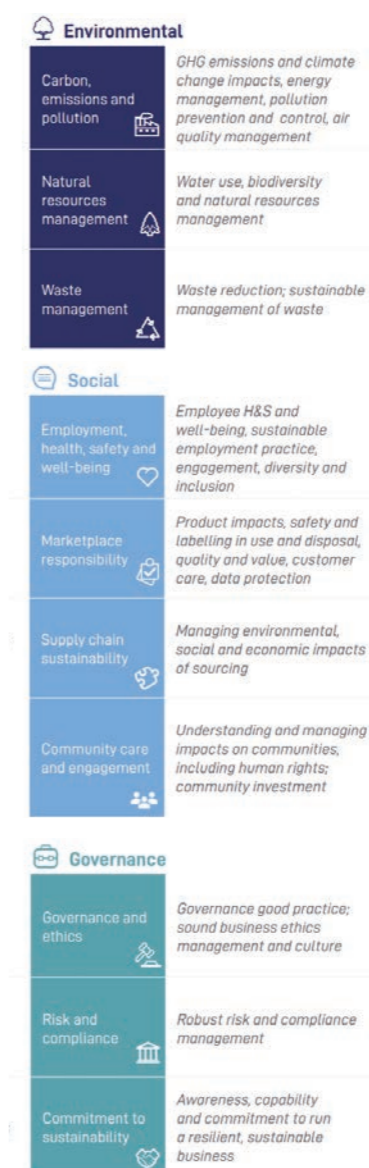 Environmental
Carbon,
emissions and
pollution
GHG emissions and climate
change impacts, energy
management, pollution
prevention and control, air
quality management
Natural
resources
management
Water use, biodiversity
and natural resources
management
Waste
management
Waste reduction; sustainable
management of waste
Social
Employment,
health, safety and
well-being
Employee H&S and
well-being, sustainable
employment practice,
engagement, diversity and
inclusion
Marketplace
responsibility
Product impacts, safety and
labelling in use and disposal,
quality and value, customer
care, data protection
Supply chain
sustainability
Managing environmental,
social and economic impacts
of sourcing
Community care
and engagement
Understanding and managing
impacts on communities,
including human rights;
community investment
Governance
Governance and
ethics
Governance good practice;
sound business ethics
management and culture
Risk and
compliance
Robust risk and compliance
management
Commitment to
sustainability
Awareness, capability
and commitment to run
a resilient, sustainable
business